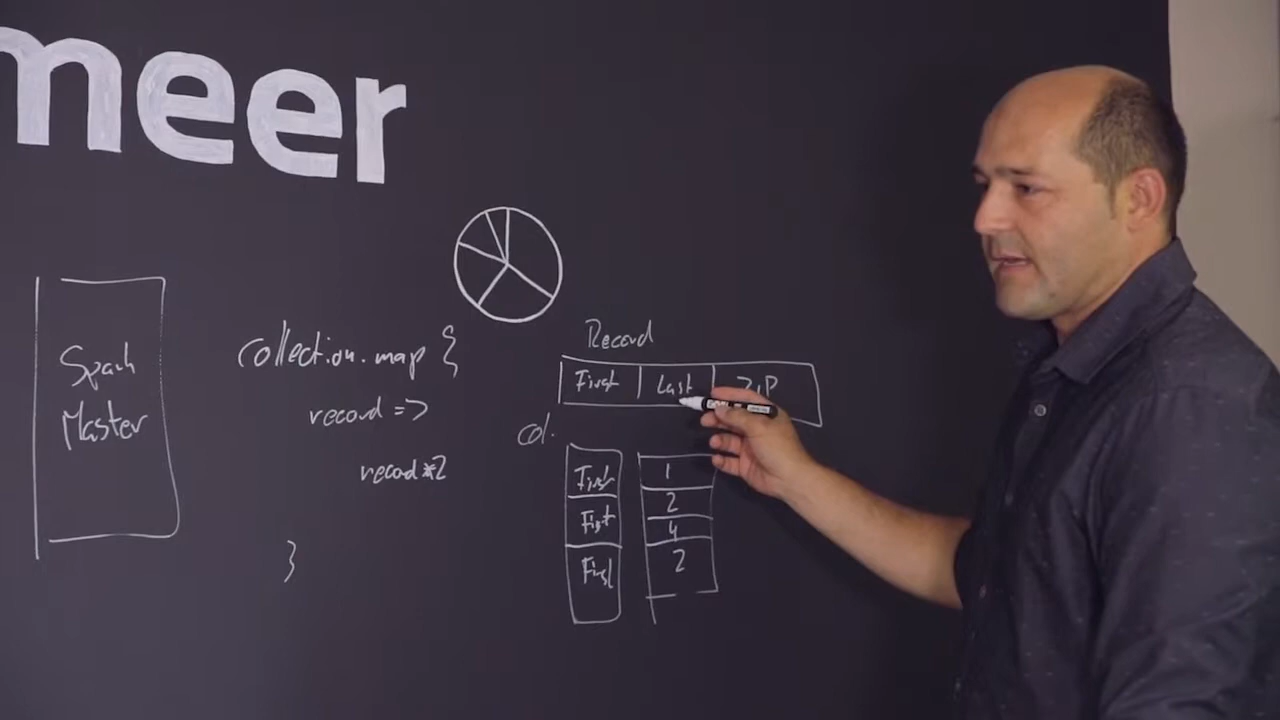 meer
Spark
Master
collection.map {
record =>
record*2
}
Record
First Last ZIP
col.
First
First
First
1
2
4
2